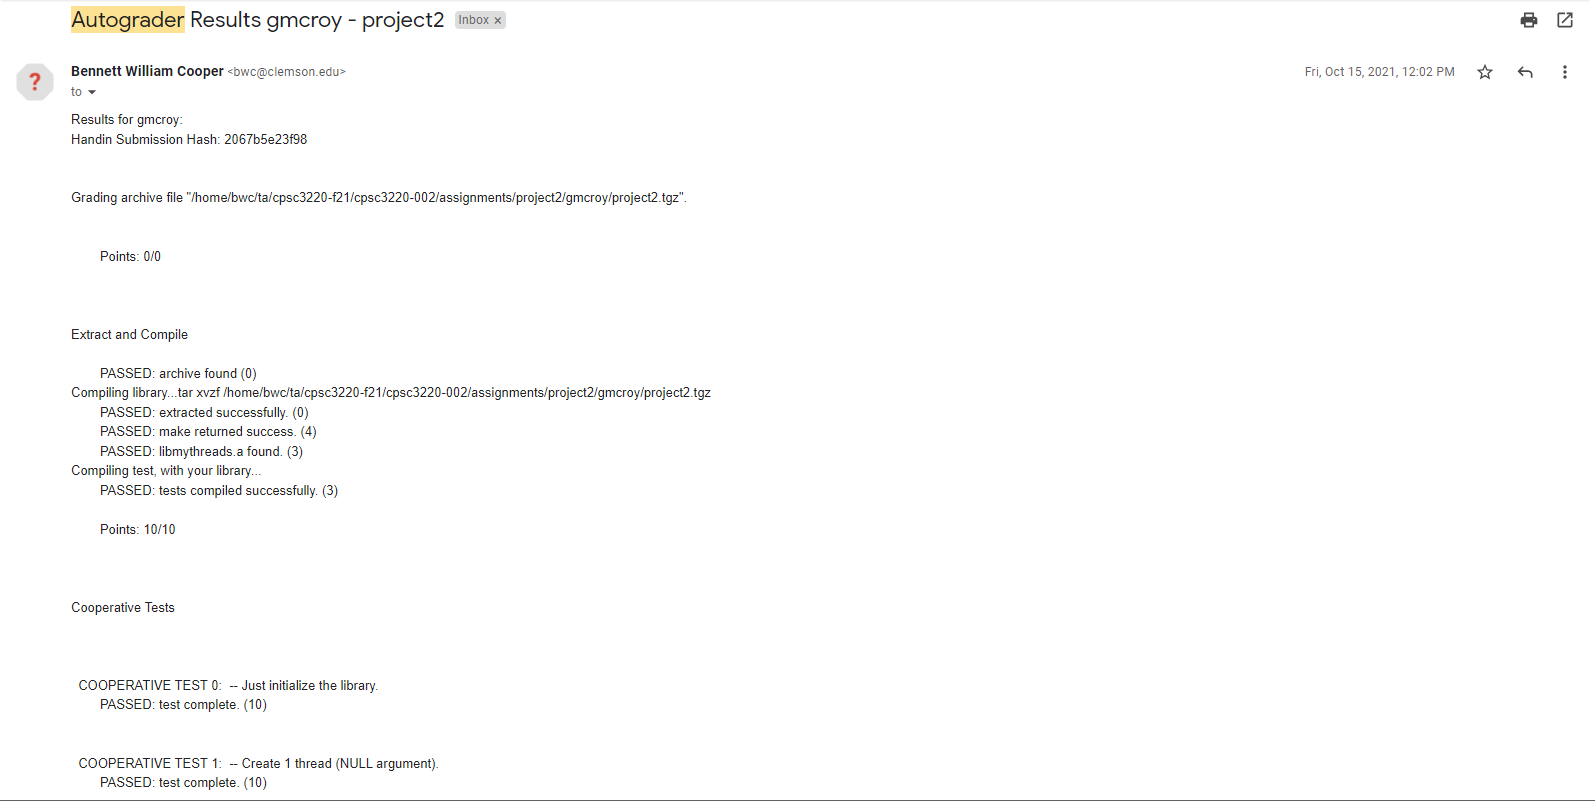 Autograder Results gmcroy - project2 Inbox ×
Bennett William Cooper <bwc@clemson.edu> Fri, Oct 15, 2021, 12:02 PM
?
to
Results for gmcroy:
Handin Submission Hash: 2067b5e23f98
Grading archive file "/home/bwc/ta/cpsc3220-f21/cpsc3220-002/assignments/project2/gmcroy/project2.tgz".
Points: 0/0
Extract and Compile
PASSED: archive found (0)
Compiling library...tar xvzf /home/bwc/ta/cpsc3220-f21/cpsc3220-002/assignments/project2/gmcroy/project2.tgz
PASSED: extracted successfully. (0)
PASSED: make returned success. (4)
PASSED: libmythreads.a found. (3)
Compiling test, with your library...
PASSED: tests compiled successfully. (3)
Points: 10/10
Cooperative Tests
COOPERATIVE TEST 0:  -- Just initialize the library.
PASSED: test complete. (10)
COOPERATIVE TEST 1:  -- Create 1 thread (NULL argument).
PASSED: test complete. (10)